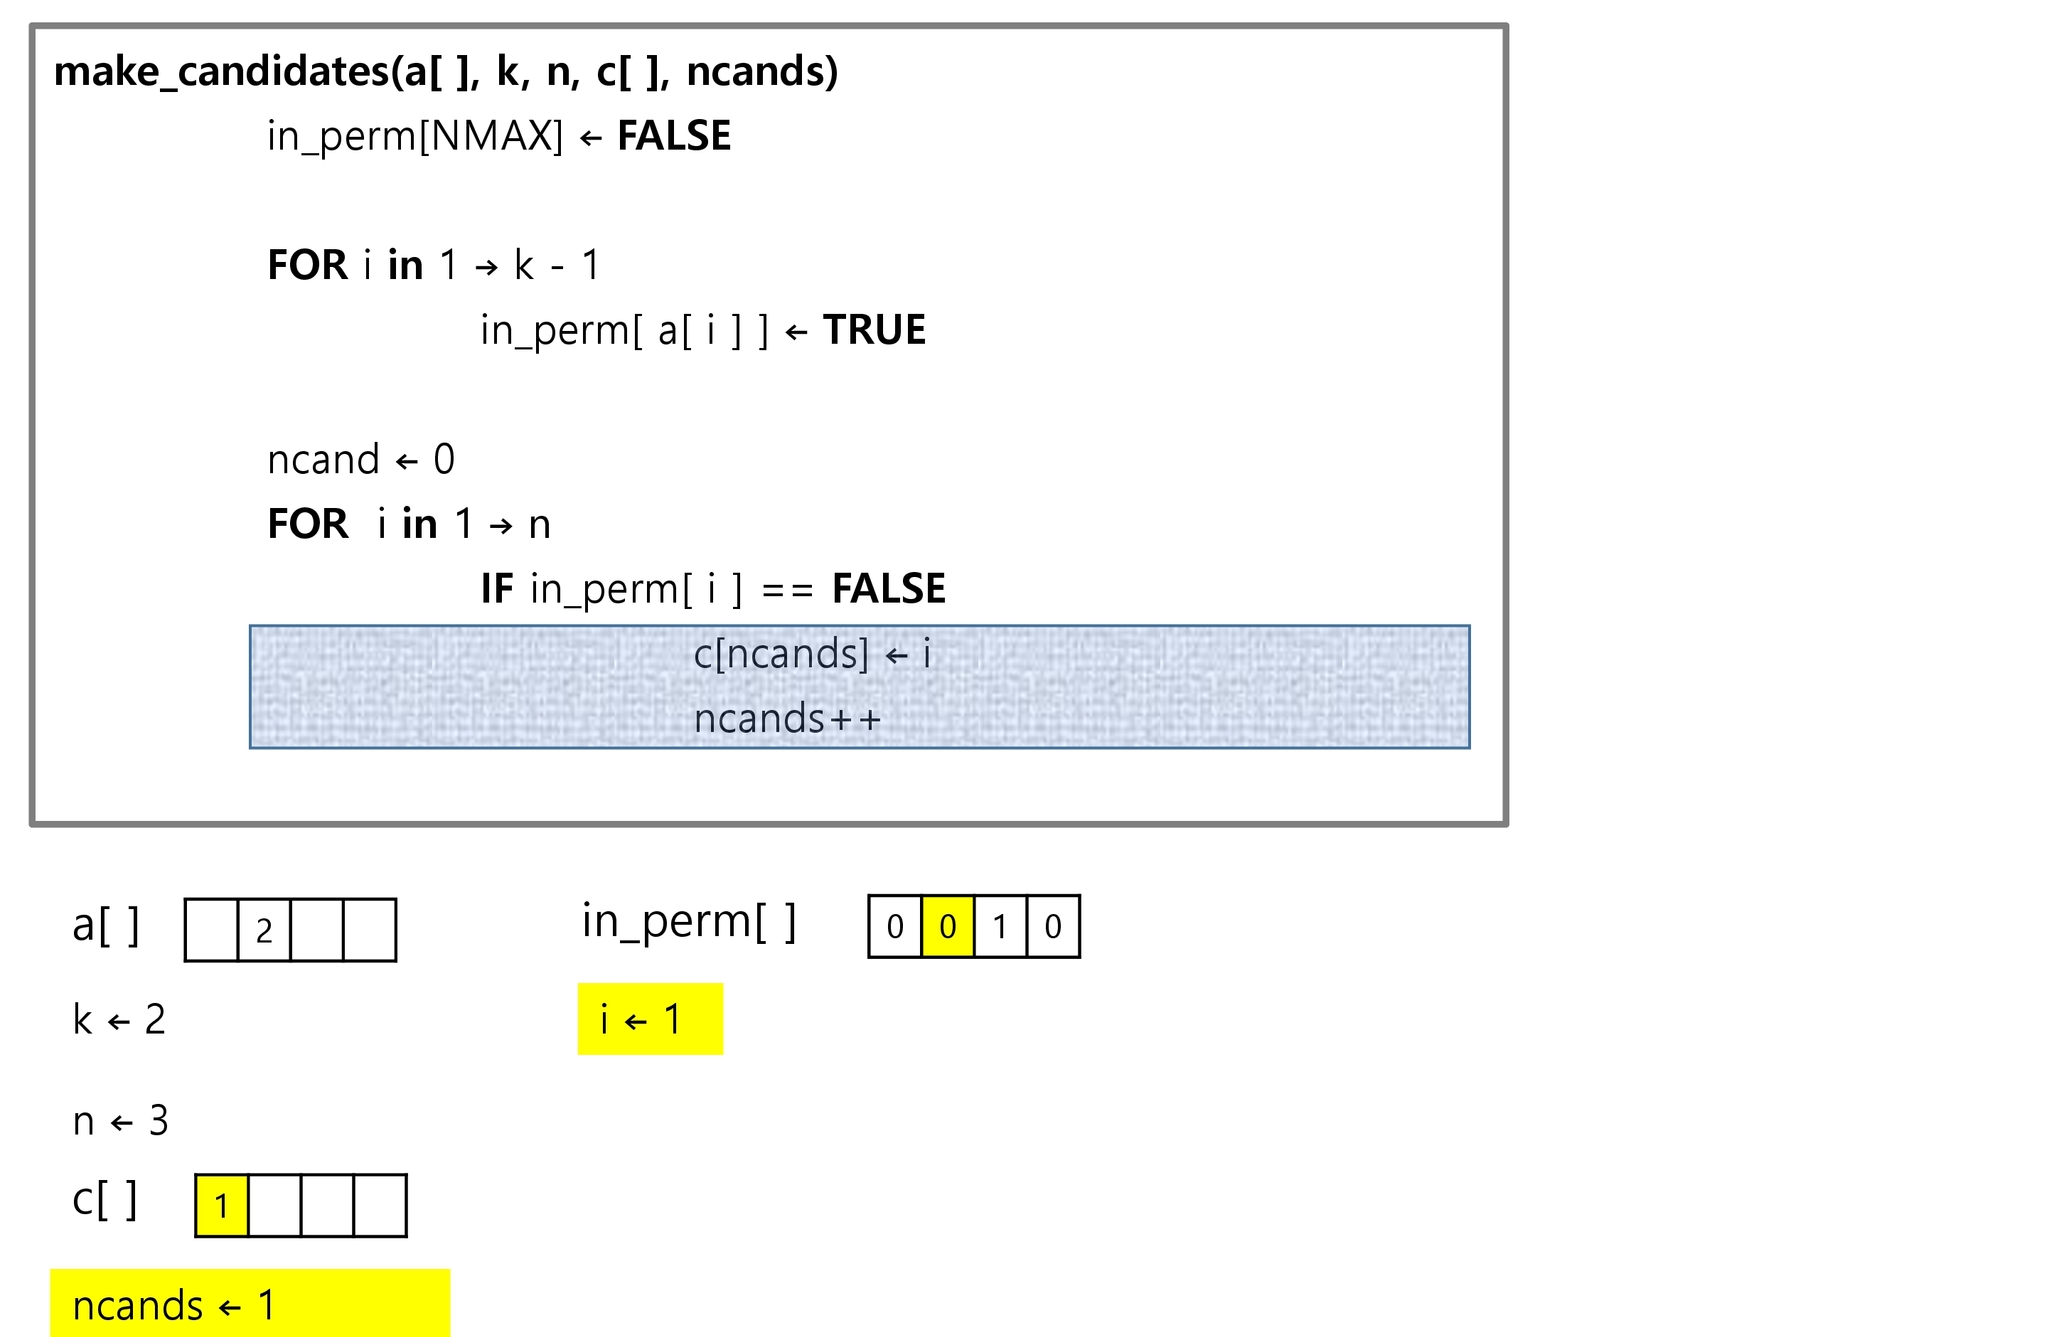 make_candidates(a[ ], k, n, c[ ], ncands)
in_perm[NMAX] ← FALSE
FOR i in 1 → k - 1
in_perm[ a[ i ] ] ← TRUE
ncand ← 0
FOR i in 1 → n
IF in_perm[ i ] == FALSE
c[ncands] ← i
ncands++
a[ ] 2
in_perm[ ] 0 0 1 0
k ← 2
i ← 1
n ← 3
c[ ] 1
ncands ← 1